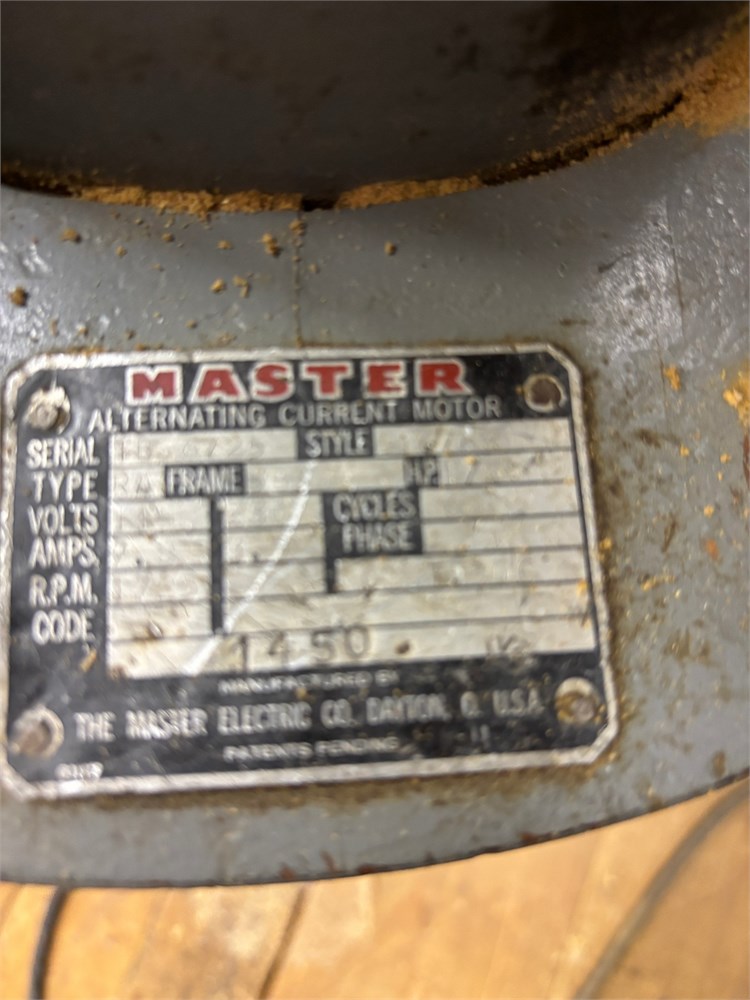 MASTER
ALTERNATING CURRENT MOTOR
SERIAL STYLE
TYPE RA FRAME H.P.
VOLTS CYCLES
AMPS. PHASE
R.P.M.
CODE
1450
MANUFACTURED BY
THE MASTER ELECTRIC CO. DAYTON, O. U.S.A.
PATENTS PENDING